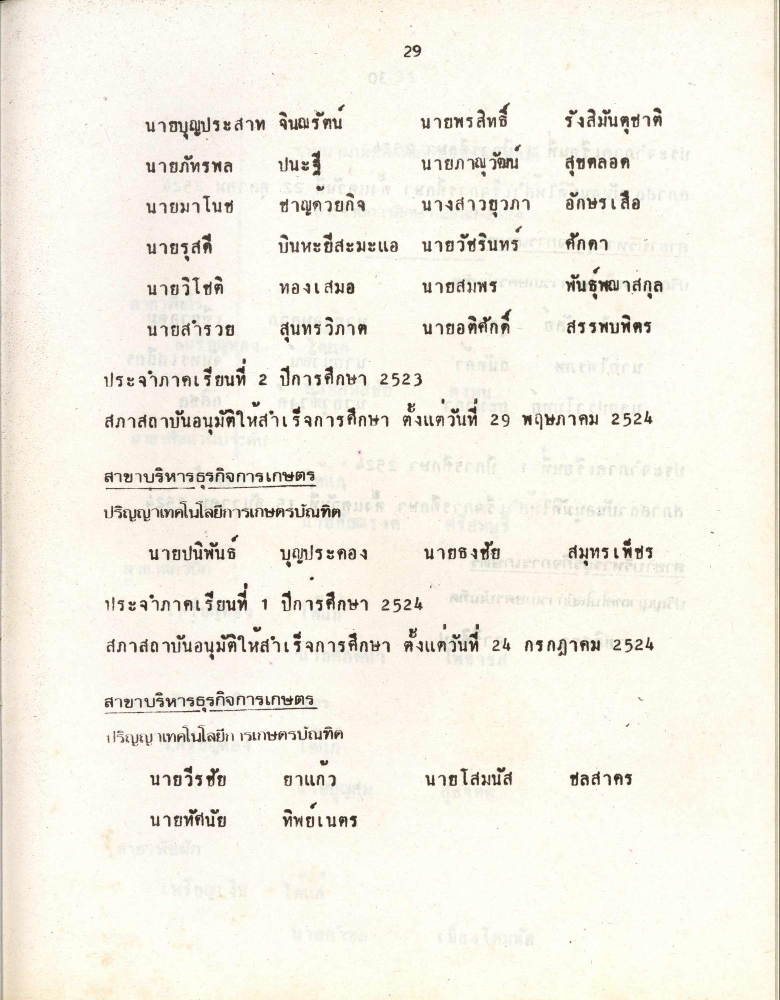 29
นายบุญประสาท จินณรัตน์ นายพรสิทธิ์ รังสิมันตุชาติ
นายภัทรพล ปนะฐี นายภาณุวัฒน์ สุขตลอด
นายมาโนช ชาญด้วยกิจ นางสาวยุวภา อักษรเสือ
นายรุสดี บินหะยีสะมะแอ นายวัชรินทร์ ศักดา
นายวิโชติ ทองเสมอ นายสมพร พันธุ์พณาสกุล
นายสำรวย สุนทรวิภาต นายอติศักดิ์ สรรพบพิตร
ประจำภาคเรียนที่ 2 ปีการศึกษา 2523
สภาสถาบันอนุมัติให้สำเร็จการศึกษา ตั้งแต่วันที่ 29 พฤษภาคม 2524
สาขาบริหารธุรกิจการเกษตร
ปริญญาเทคโนโลยีการเกษตรบัณฑิต
นายปนิพันธ์ บุญประคอง นายธงชัย สมุทรเพ็ชร
ประจำภาคเรียนที่ 1 ปีการศึกษา 2524
สภาสถาบันอนุมัติให้สำเร็จการศึกษา ตั้งแต่วันที่ 24 กรกฎาคม 2524
สาขาบริหารธุรกิจการเกษตร
ปริญญาเทคโนโลยีการเกษตรบัณฑิต
นายวีรชัย ยาแก้ว นายโสมนัส ชลสาคร
นายทัศนัย ทิพย์เนตร